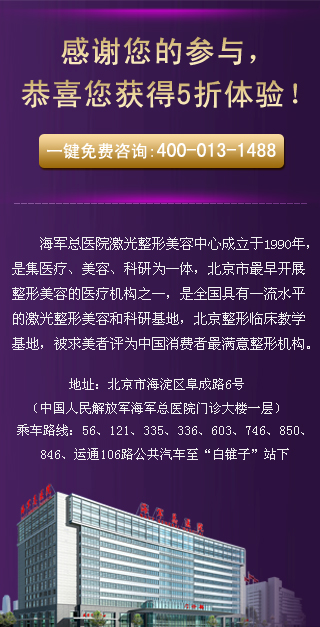 感谢您的参与，
恭喜您获得5折体验！
一键免费咨询:400-013-1488
海军总医院激光整形美容中心成立于1990年，
是集医疗、美容、科研为一体，北京市最早开展
整形美容的医疗机构之一，是全国具有一流水平
的激光整形美容和科研基地，北京整形临床教学
基地，被求美者评为中国消费者最满意整形机构。
地址：北京市海淀区阜成路6号
（中国人民解放军海军总医院门诊大楼一层）
乘车路线：56、121、335、336、603、746、850、
846、运通106路公共汽车至“白锥子”站下
海军总医院